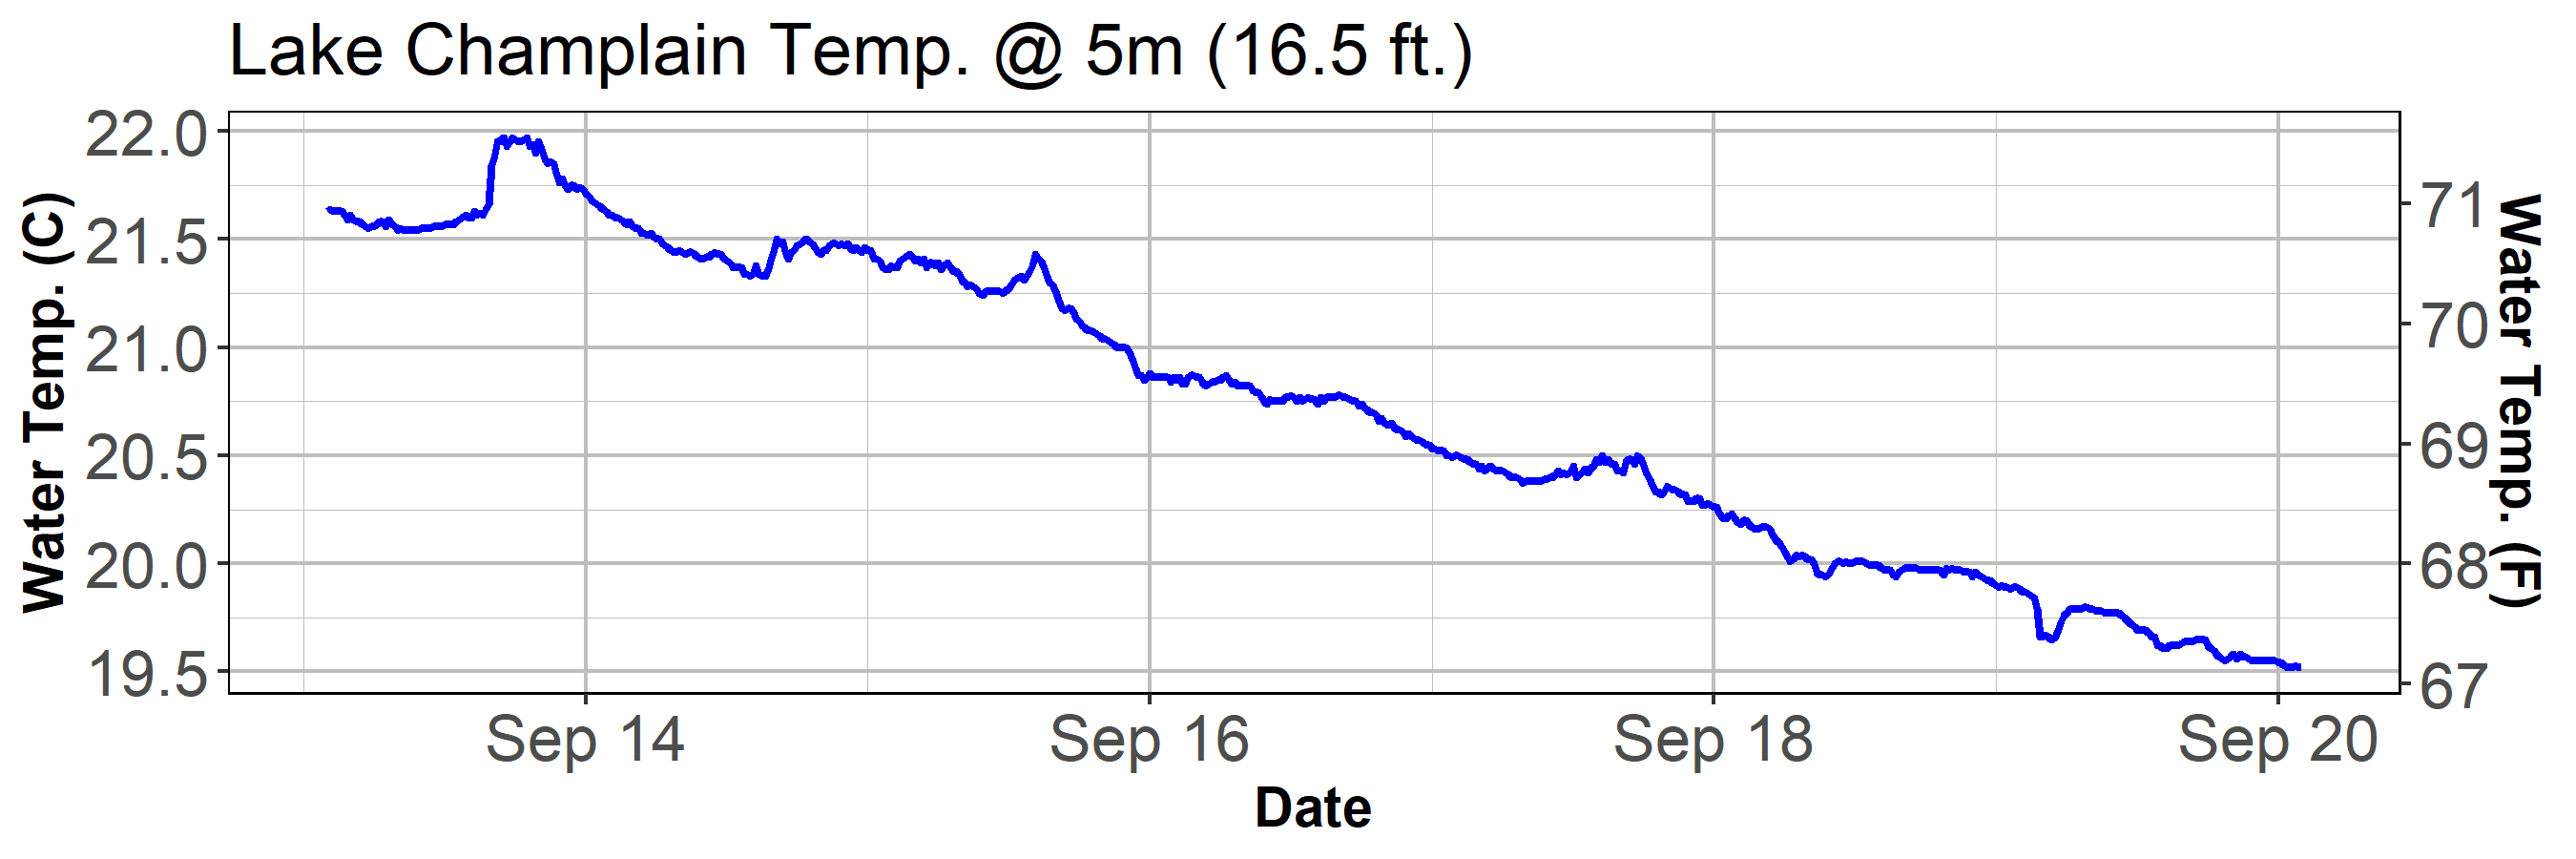 Lake Champlain Temp. @ 5m (16.5 ft.)
Water Temp. (C)
22.0
21.5
21.0
20.5
20.0
19.5
71
70
69
68
67
Water Temp. (F)
Sep 14
Sep 16
Sep 18
Sep 20
Date